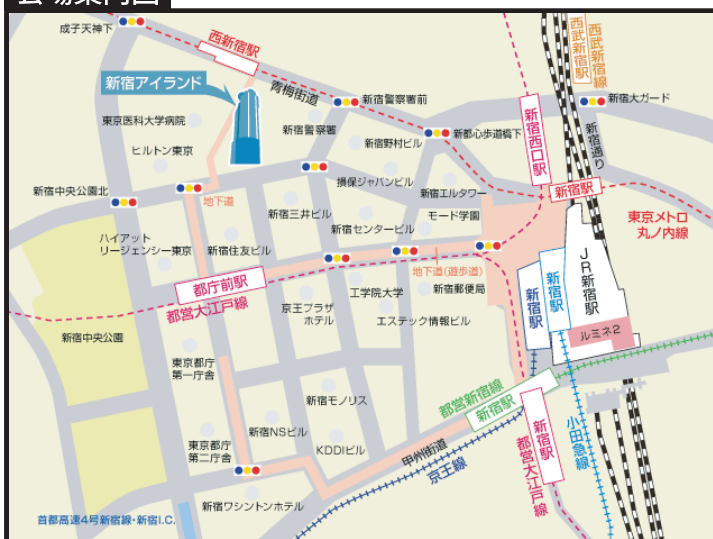 会場案内図
成子天神下
西新宿駅
西武新宿駅
西武新宿線
新宿アイランド
青梅街道
新宿警察署前
新宿大ガード
東京医科大学病院
新宿警察署
新宿野村ビル
新都心歩道橋下
新宿西口駅
新宿通り
ヒルトン東京
損保ジャパンビル
新宿中央公園北
地下道
新宿エルタワー
新宿駅
新宿三井ビル
モード学園
東京メトロ
丸ノ内線
ハイアット
リージェンシー東京
新宿住友ビル
新宿センタービル
地下道(遊歩道)
JR新宿駅
都庁前駅
都営大江戸線
工学院大学
新宿郵便局
新宿駅
新宿駅
京王プラザ
ホテル
エステック情報ビル
ルミネ2
新宿中央公園
東京都庁
第一庁舎
都営新宿線
新宿駅
新宿モノリス
新宿NSビル
東京都庁
第二庁舎
KDDIビル
甲州街道
京王線
新宿駅
都営大江戸線
小田急線
新宿ワシントンホテル
首都高速4号新宿線・新宿I.C.